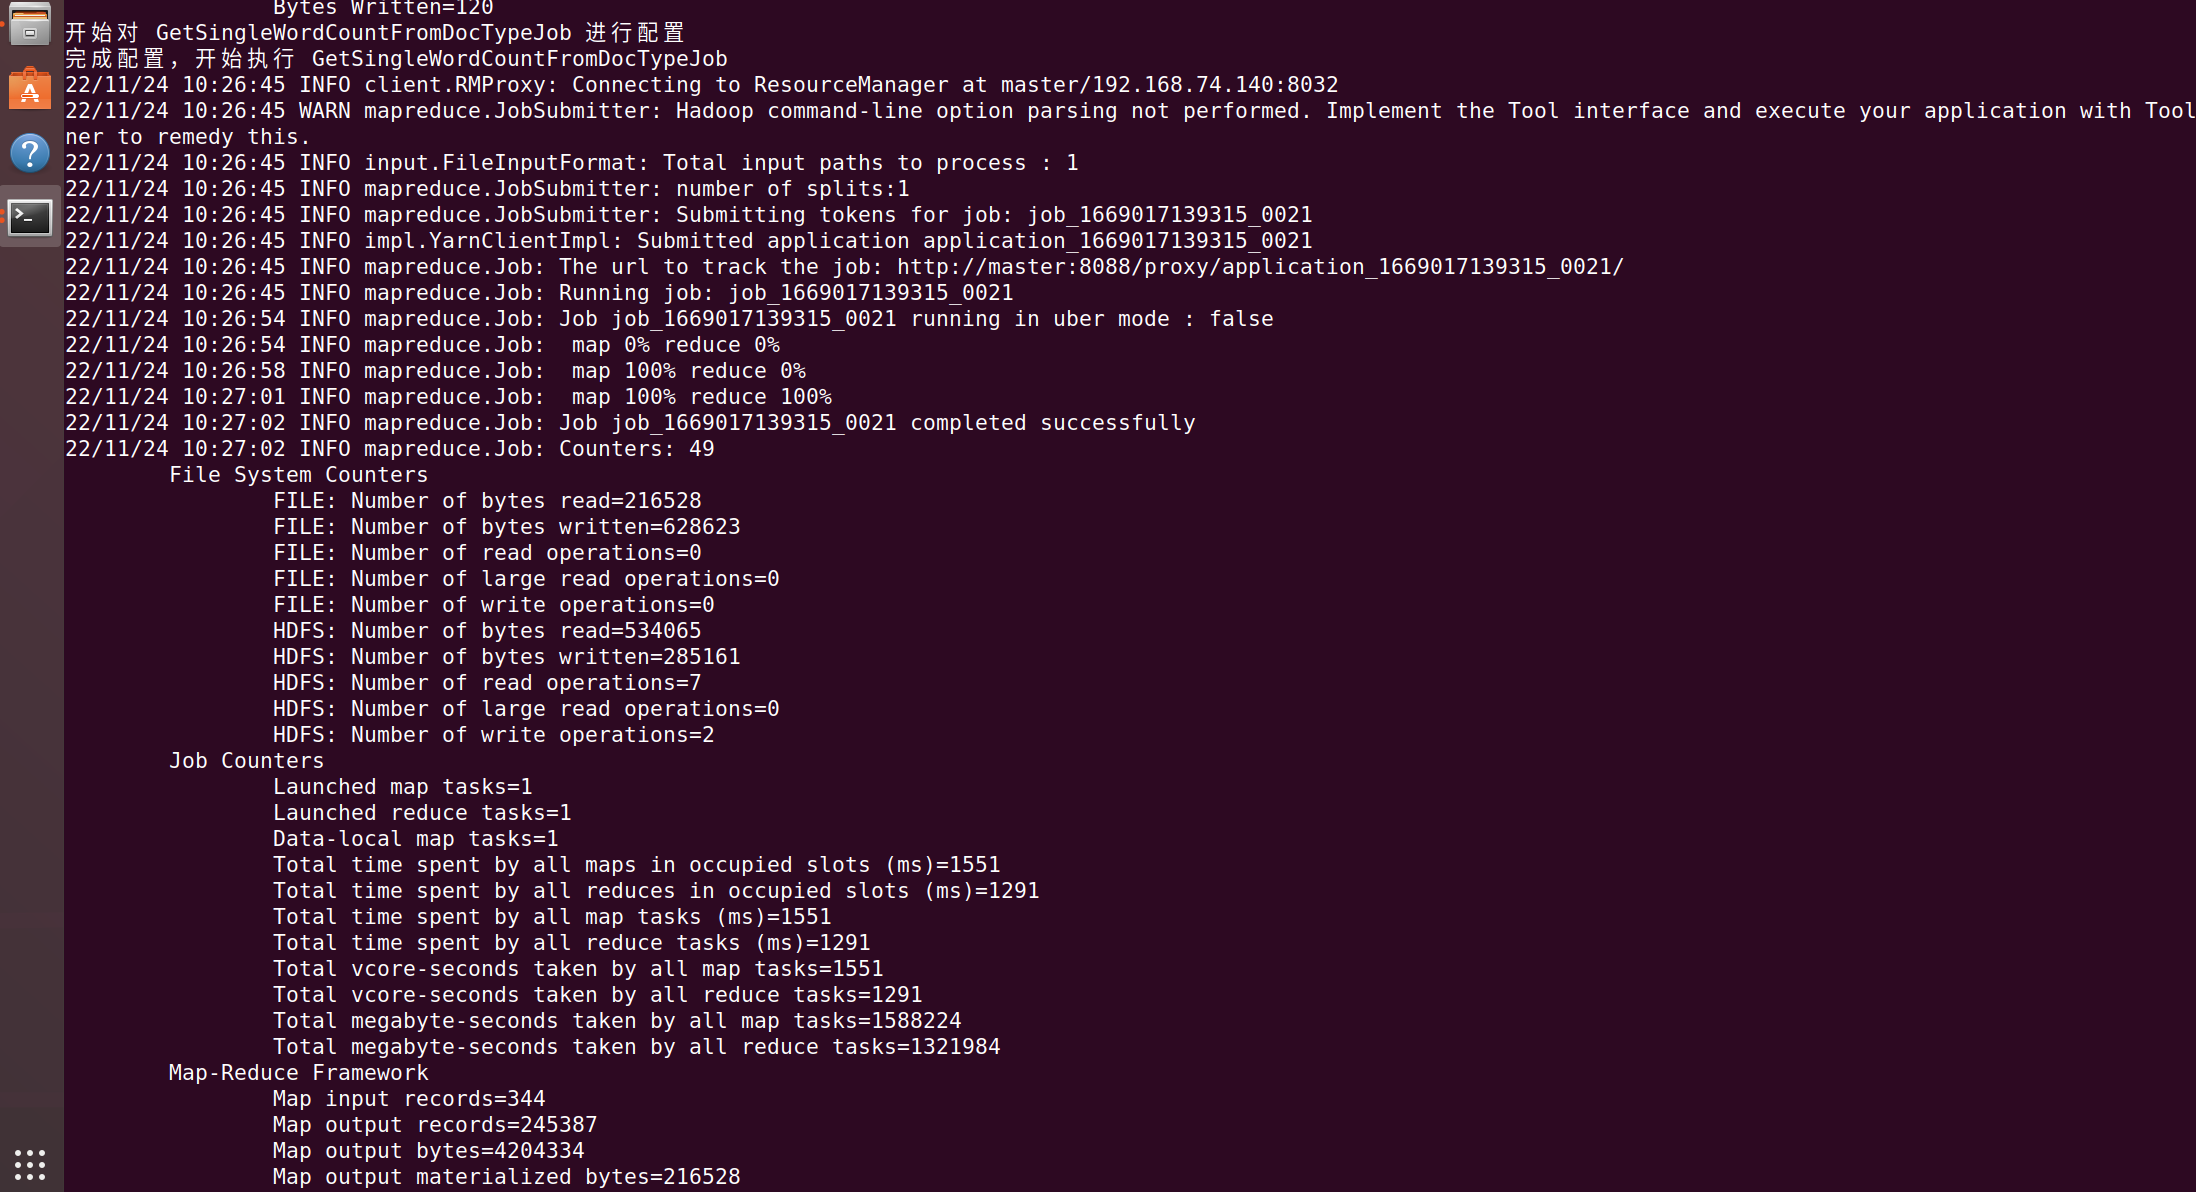 Bytes Written=120
开始对 GetSingleWordCountFromDocTypeJob 进行配置
完成配置，开始执行 GetSingleWordCountFromDocTypeJob
22/11/24 10:26:45 INFO client.RMProxy: Connecting to ResourceManager at master/192.168.74.140:8032
22/11/24 10:26:45 WARN mapreduce.JobSubmitter: Hadoop command-line option parsing not performed. Implement the Tool interface and execute your application with Tool
ner to remedy this.
22/11/24 10:26:45 INFO input.FileInputFormat: Total input paths to process : 1
22/11/24 10:26:45 INFO mapreduce.JobSubmitter: number of splits:1
22/11/24 10:26:45 INFO mapreduce.JobSubmitter: Submitting tokens for job: job_1669017139315_0021
22/11/24 10:26:45 INFO impl.YarnClientImpl: Submitted application application_1669017139315_0021
22/11/24 10:26:45 INFO mapreduce.Job: The url to track the job: http://master:8088/proxy/application_1669017139315_0021/
22/11/24 10:26:45 INFO mapreduce.Job: Running job: job_1669017139315_0021
22/11/24 10:26:54 INFO mapreduce.Job: Job job_1669017139315_0021 running in uber mode : false
22/11/24 10:26:54 INFO mapreduce.Job:  map 0% reduce 0%
22/11/24 10:26:58 INFO mapreduce.Job:  map 100% reduce 0%
22/11/24 10:27:01 INFO mapreduce.Job:  map 100% reduce 100%
22/11/24 10:27:02 INFO mapreduce.Job: Job job_1669017139315_0021 completed successfully
22/11/24 10:27:02 INFO mapreduce.Job: Counters: 49
File System Counters
FILE: Number of bytes read=216528
FILE: Number of bytes written=628623
FILE: Number of read operations=0
FILE: Number of large read operations=0
FILE: Number of write operations=0
HDFS: Number of bytes read=534065
HDFS: Number of bytes written=285161
HDFS: Number of read operations=7
HDFS: Number of large read operations=0
HDFS: Number of write operations=2
Job Counters
Launched map tasks=1
Launched reduce tasks=1
Data-local map tasks=1
Total time spent by all maps in occupied slots (ms)=1551
Total time spent by all reduces in occupied slots (ms)=1291
Total time spent by all map tasks (ms)=1551
Total time spent by all reduce tasks (ms)=1291
Total vcore-seconds taken by all map tasks=1551
Total vcore-seconds taken by all reduce tasks=1291
Total megabyte-seconds taken by all map tasks=1588224
Total megabyte-seconds taken by all reduce tasks=1321984
Map-Reduce Framework
Map input records=344
Map output records=245387
Map output bytes=4204334
Map output materialized bytes=216528